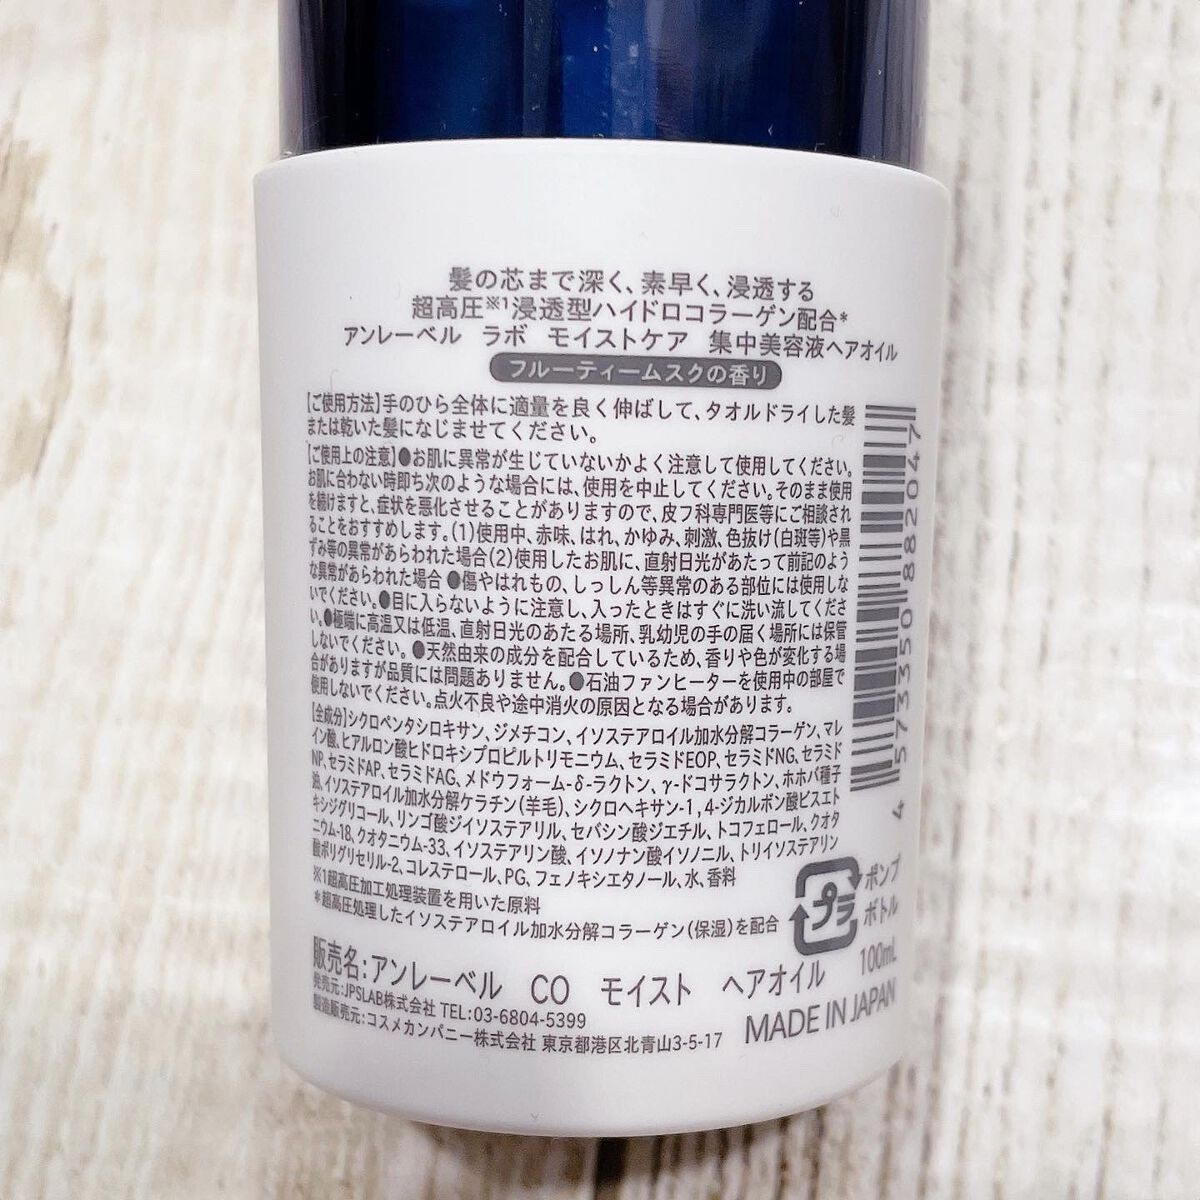 髪の芯まで深く、素早く、浸透する
超高圧※1浸透型ハイドロコラーゲン配合*
アンレーベル ラボ モイストケア 集中美容液ヘアオイル
フルーティームスクの香り
【ご使用方法】手のひら全体に適量を良く伸ばして、タオルドライした髪
または乾いた髪になじませてください。
【ご使用上の注意】●お肌に異常が生じていないかよく注意して使用してください。
お肌に合わない時即ち次のような場合には、使用を中止してください。そのまま使用
を続けますと、症状を悪化させることがありますので、皮フ科専門医等にご相談され
ることをおすすめします。(1)使用中、赤味、はれ、かゆみ、刺激、色抜け(白斑等)や黒
ずみ等の異常があらわれた場合(2)使用したお肌に、直射日光があたって前記のよう
な異常があらわれた場合 ●傷やはれもの、しっしん等異常のある部位には使用しな
いでください。●目に入らないように注意し、入ったときはすぐに洗い流してくださ
い。●極端に高温又は低温、直射日光のあたる場所、乳幼児の手の届く場所には保管
しないでください。 ●天然由来の成分を配合しているため、香りや色が変化する場
合がありますが品質には問題ありません。●石油ファンヒーターを使用中の部屋で
使用しないでください。点火不良や途中消火の原因となる場合があります。
【全成分】シクロペンタシロキサン、ジメチコン、イソステアロイル加水分解コラーゲン、マレ
イン酸、ヒアルロン酸ヒドロキシプロピルトリモニウム、セラミドEOP、セラミドNG、セラミド
NP、セラミドAP、セラミドAG、メドウフォーム-δ-ラクトン、γ-ドコサラクトン、ホホバ種子
油、イソステアロイル加水分解ケラチン(羊毛)、シクロヘキサン-1,4-ジカルボン酸ビスエト
キシジグリコール、リンゴ酸ジイソステアリル、セバシン酸ジエチル、トコフェロール、クオタ
ニウム-18、クオタニウム-33、イソステアリン酸、イソノナン酸イソノニル、トリイソステアリン
酸ポリグリセリル-2、コレステロール、PG、フェノキシエタノール、水、香料
※1超高圧加工処理装置を用いた原料
*超高圧処理したイソステアロイル加水分解コラーゲン(保湿)を配合
プラ
ポンプ
ボトル
販売名：アンレーベル CO モイスト ヘアオイル 100mL
発売元：JPSLAB株式会社 TEL：03-6804-5399
製造販売元：コスメカンパニー株式会社 東京都港区北青山3-5-17
MADE IN JAPAN
4 573350 882047